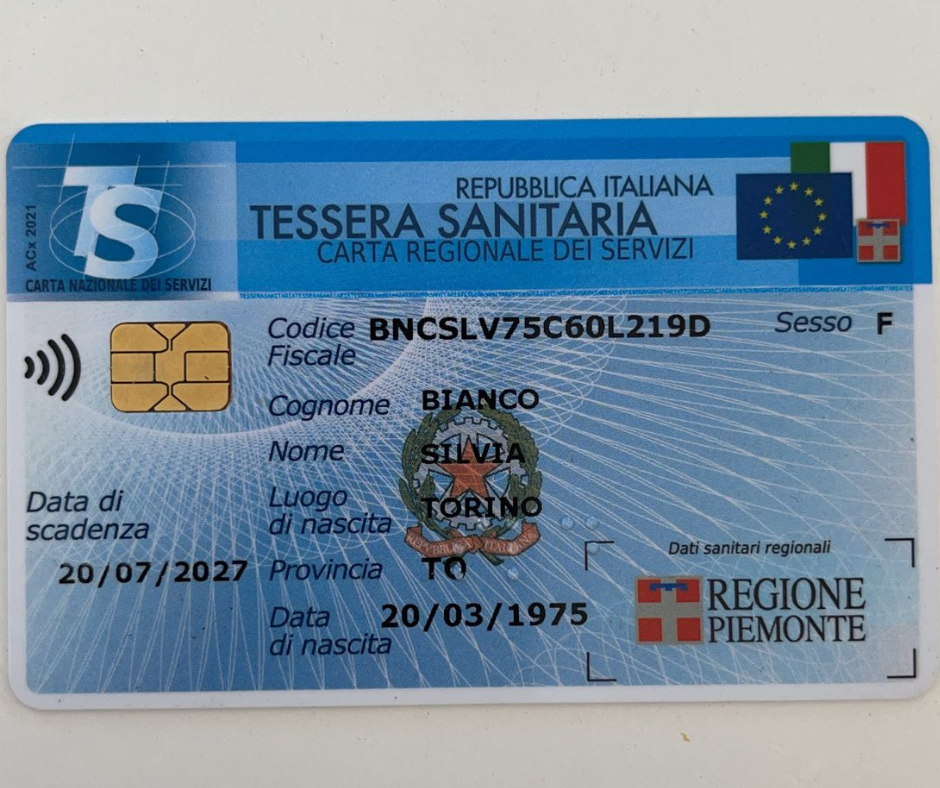 REPUBBLICA ITALIANA
TESSERA SANITARIA
CARTA REGIONALE DEI SERVIZI
TS
ACx 2021
CARTA NAZIONALE DEI SERVIZI
Codice Fiscale BNCSLV75C60L219D Sesso F
Cognome BIANCO
Nome SILVIA
Luogo di nascita TORINO
Data di scadenza
20/07/2027
Provincia TO
Data di nascita 20/03/1975
Dati sanitari regionali
REGIONE
PIEMONTE